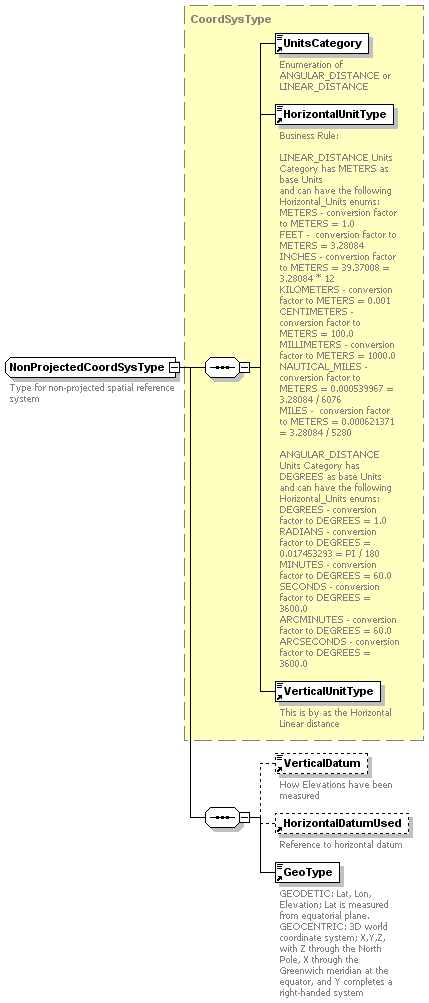 CoordSysType
UnitsCategory
Enumeration of
ANGULAR_DISTANCE or
LINEAR_DISTANCE
HorizontalUnitType
Business Rule:
LINEAR_DISTANCE Units
Category has METERS as
base Units
and can have the following
Horizontal_Units enums:
METERS - conversion factor
to METERS = 1.0
FEET -  conversion factor to
METERS = 3.28084
INCHES - conversion factor
to METERS = 39.37008 =
3.28084 * 12
KILOMETERS - conversion
factor to METERS = 0.001
CENTIMETERS -
conversion factor to
METERS = 100.0
MILLIMETERS - conversion
factor to METERS = 1000.0
NAUTICAL_MILES -
conversion factor to
METERS = 0.000539967 =
3.28084 / 6076
MILES -  conversion factor
to METERS = 0.000621371
= 3.28084 / 5280
ANGULAR_DISTANCE
Units Category has
DEGREES as base Units
and can have the following
Horizontal_Units enums:
DEGREES - conversion
factor to DEGREES = 1.0
RADIANS - conversion
factor to DEGREES =
0.017453293 = PI / 180
MINUTES - conversion
factor to DEGREES = 60.0
SECONDS - conversion
factor to DEGREES =
3600.0
ARCMINUTES - conversion
factor to DEGREES = 60.0
ARCSECONDS - conversion
factor to DEGREES =
3600.0
VerticalUnitType
This is by as the Horizontal
Linear distance
NonProjectedCoordSysType
Type for non-projected spatial reference
system
VerticalDatum
How Elevations have been
measured
HorizontalDatumUsed
Reference to horizontal datum
GeoType
GEODETIC: Lat, Lon,
Elevation; Lat is measured
from equatorial plane.
GEOCENTRIC: 3D world
coordinate system; X,Y,Z,
with Z through the North
Pole, X through the
Greenwich meridian at the
equator, and Y completes a
right-handed system